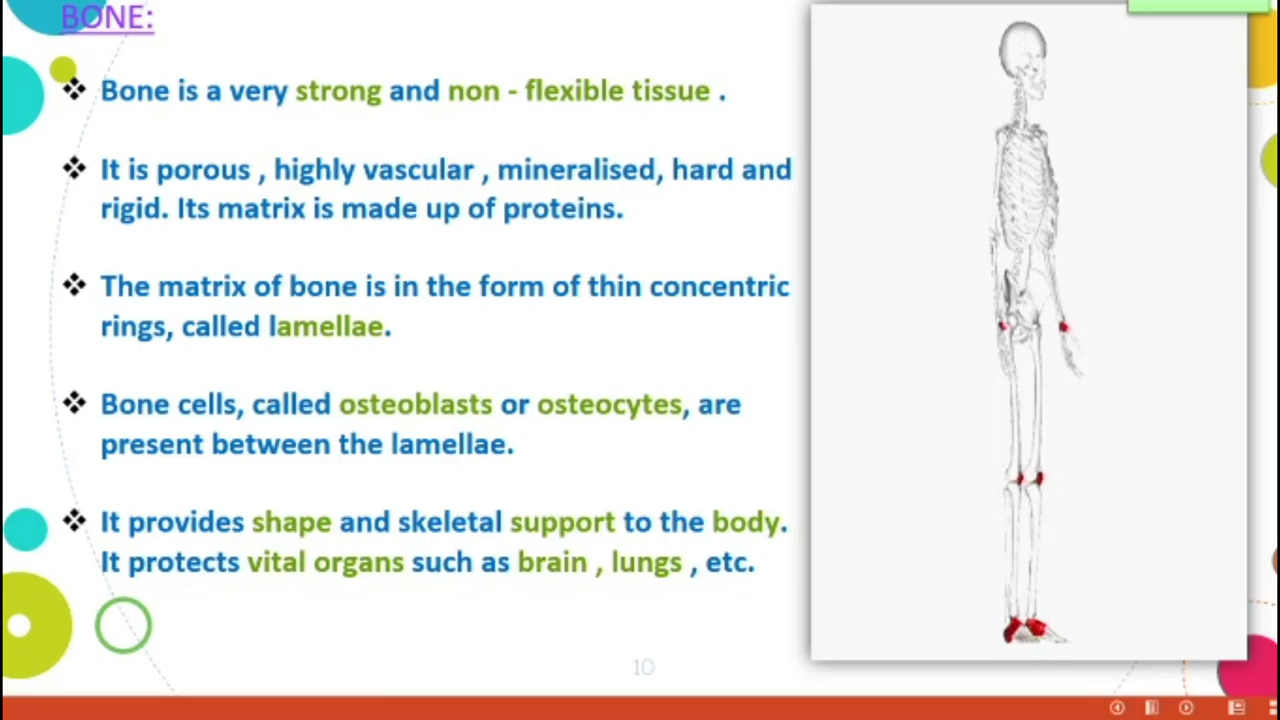 BONE:
❖ Bone is a very strong and non - flexible tissue .
❖ It is porous , highly vascular , mineralised, hard and
rigid. Its matrix is made up of proteins.
❖ The matrix of bone is in the form of thin concentric
rings, called lamellae.
❖ Bone cells, called osteoblasts or osteocytes, are
present between the lamellae.
❖ It provides shape and skeletal support to the body.
It protects vital organs such as brain , lungs , etc.
10